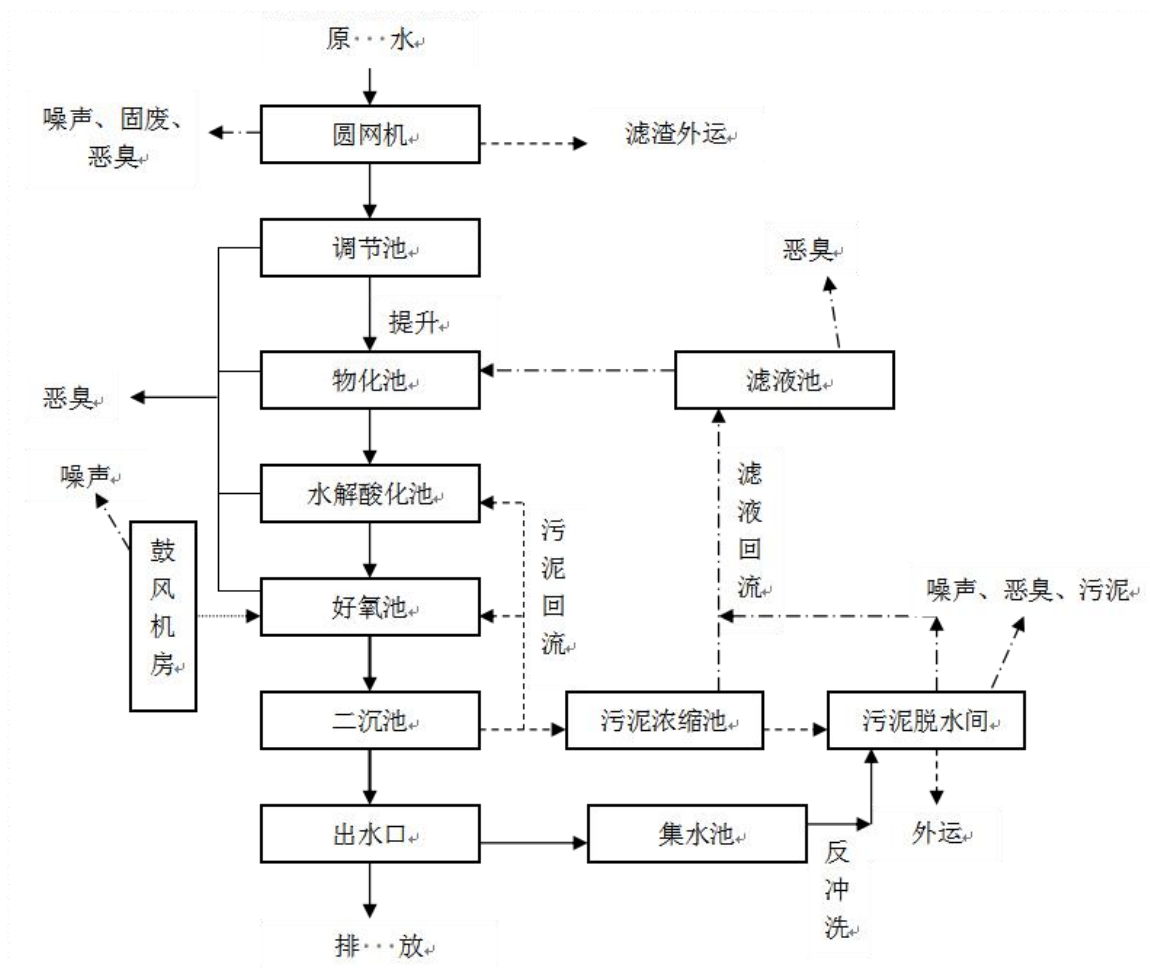 原···水
噪声、固废、
恶臭
圆网机
滤渣外运
调节池
恶臭
提升
物化池
滤液池
恶臭
噪声
水解酸化池
污泥回流
滤液回流
鼓风机房
好氧池
噪声、恶臭、污泥
二沉池
污泥浓缩池
污泥脱水间
出水口
集水池
反冲洗
外运
排···放